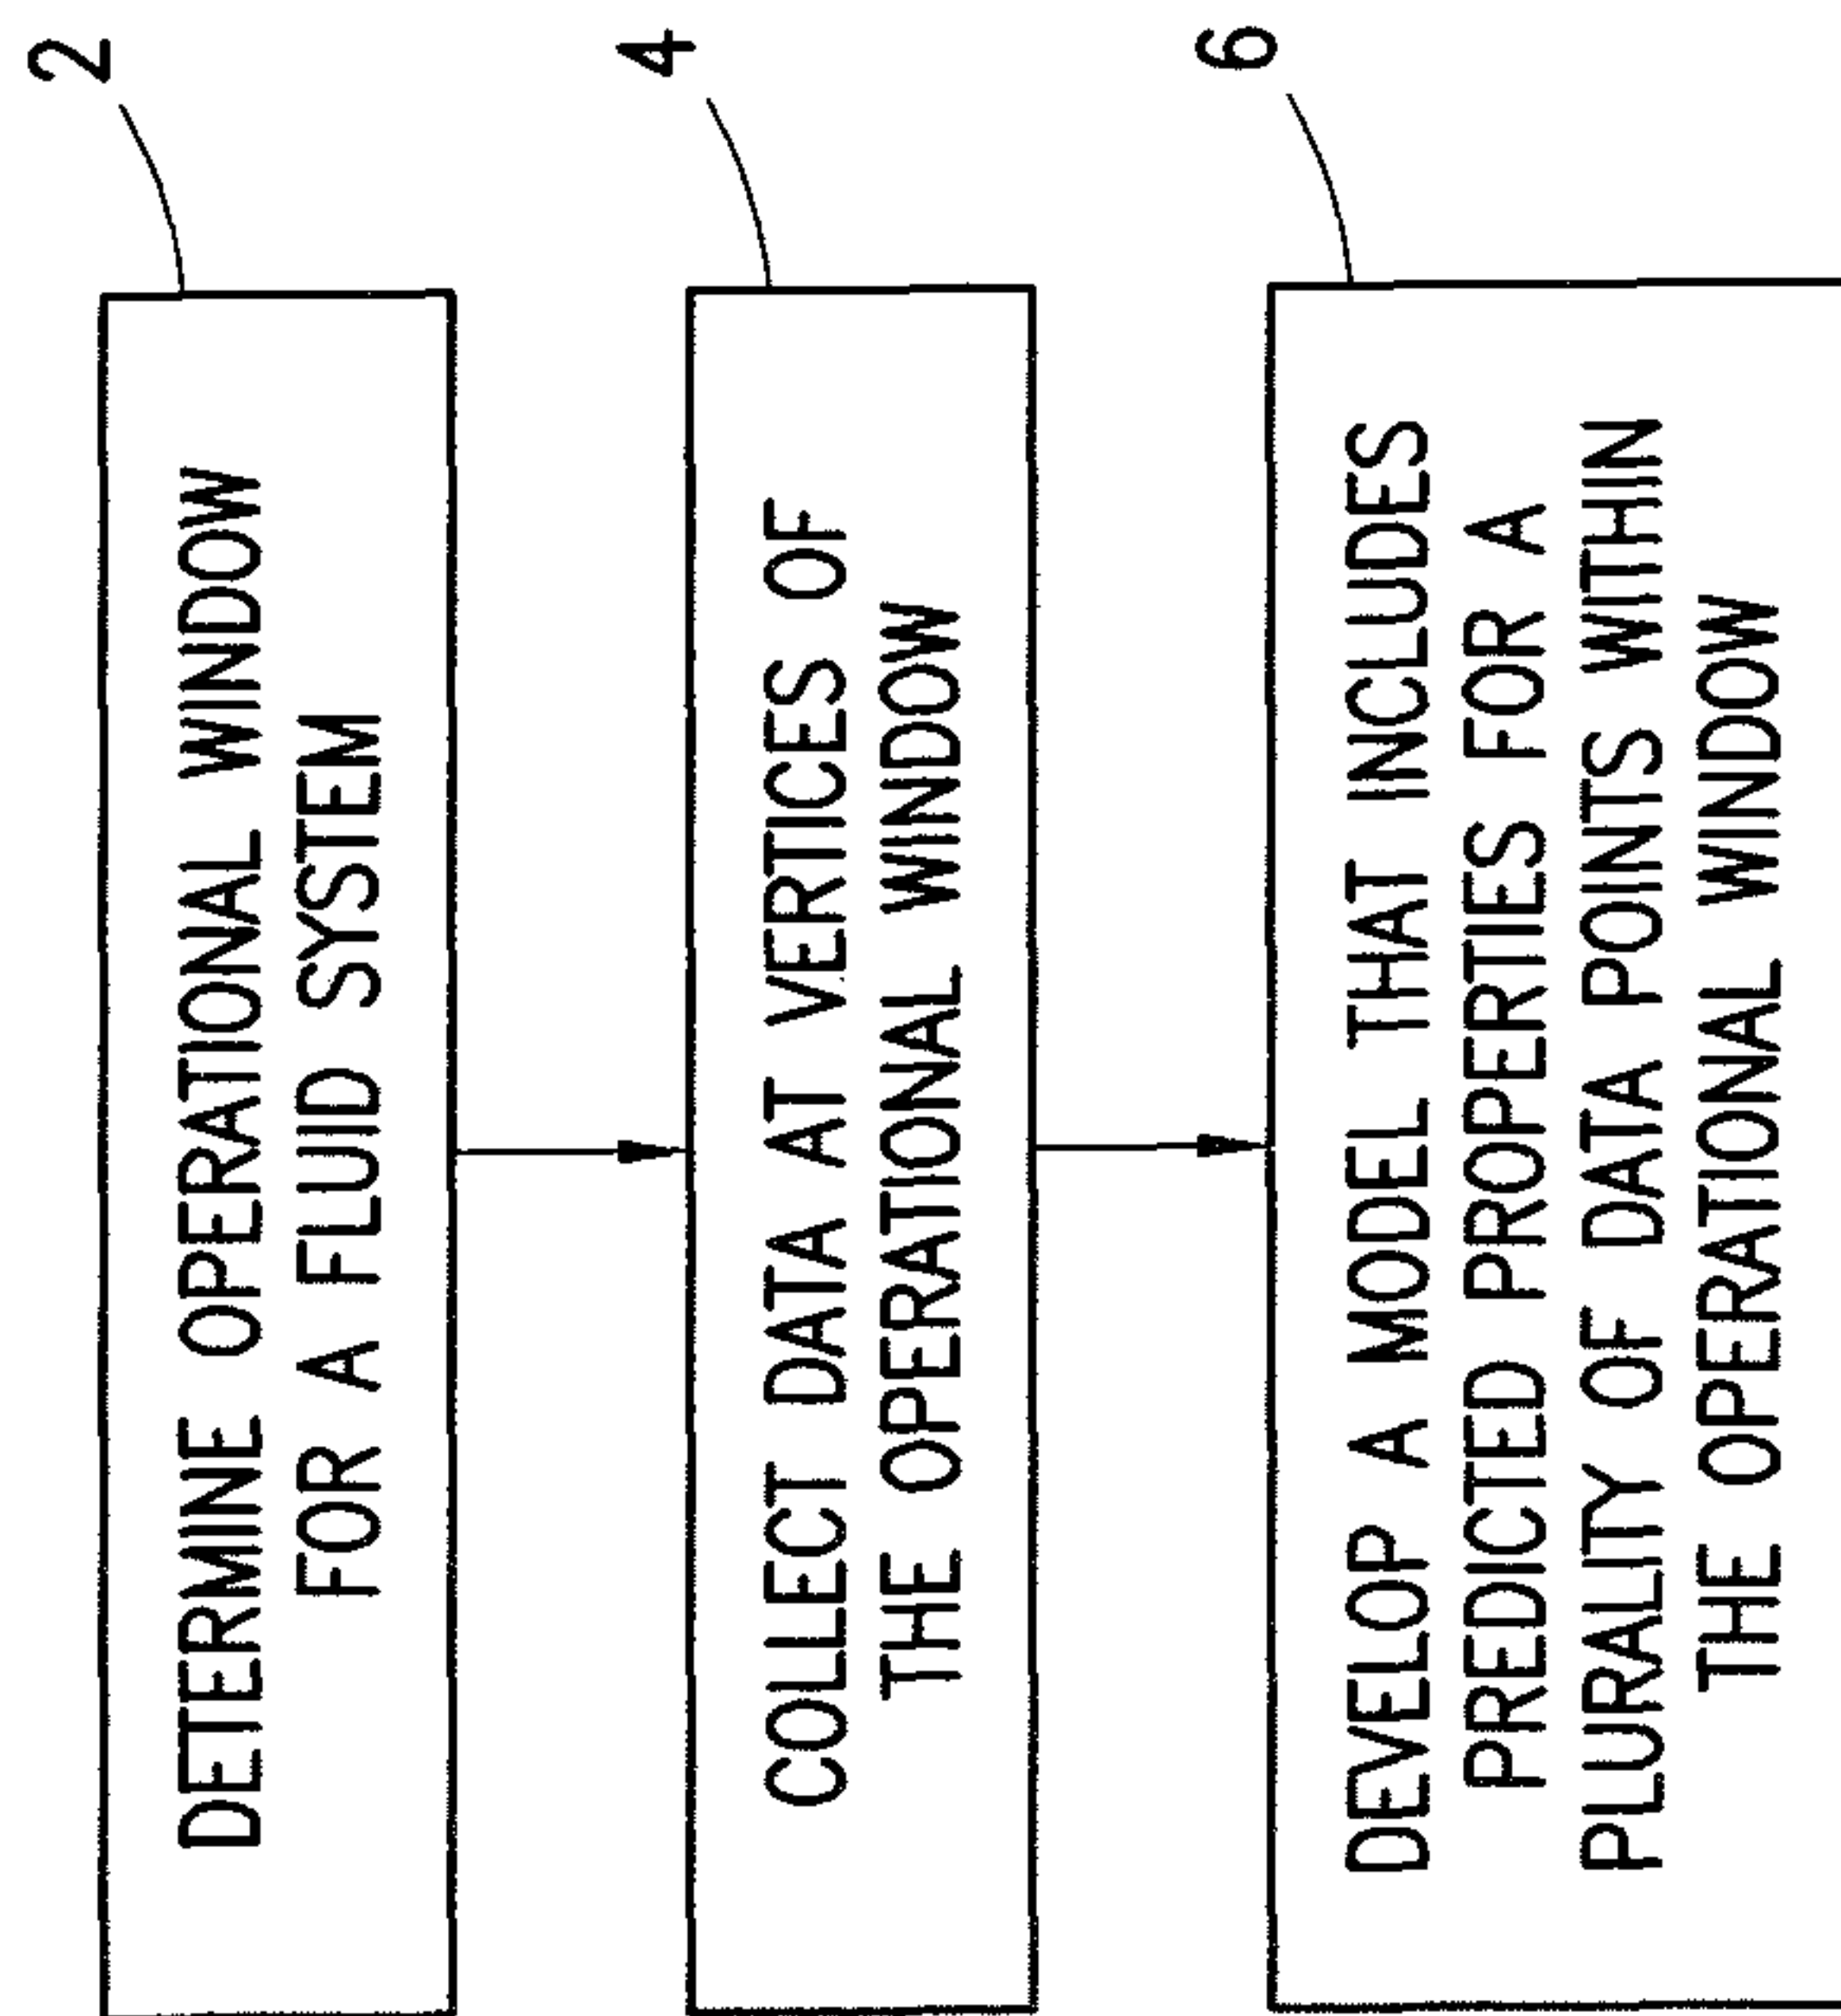 2
DETERMINE OPERATIONAL WINDOW
FOR A FLUID SYSTEM
4
COLLECT DATA AT VERTICES OF
THE OPERATIONAL WINDOW
6
DEVELOP A MODEL THAT INCLUDES
PREDICTED PROPERTIES FOR A
PLURALITY OF DATA POINTS WITHIN
THE OPERATIONAL WINDOW